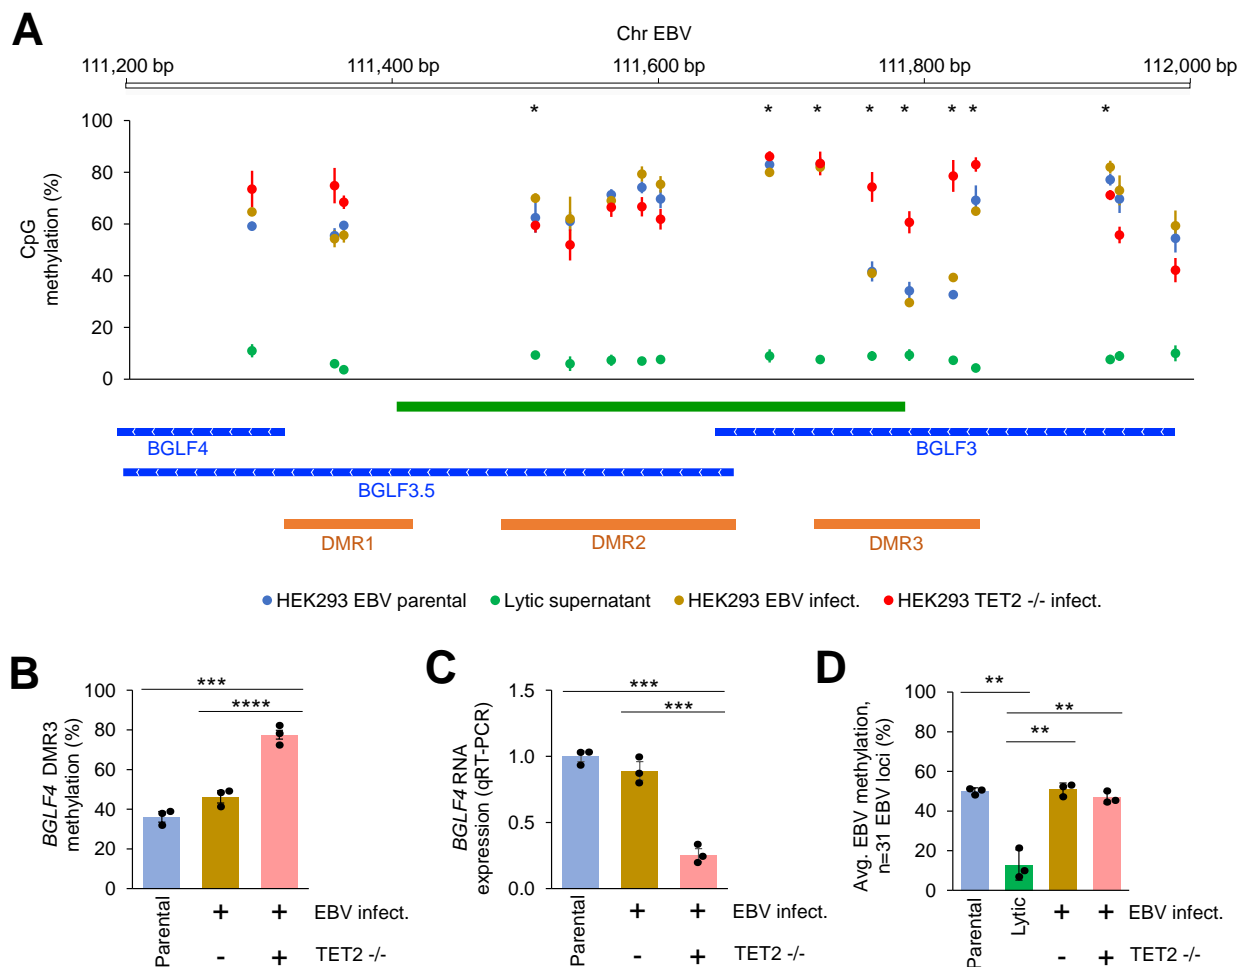 A
Chr EBV
111,200 bp 111,400 bp 111,600 bp 111,800 bp 112,000 bp
* * * * * * * *
100
80
60
40
20
0
CpG
methylation (%)
BGLF4
BGLF3
BGLF3.5
DMR1 DMR2 DMR3
HEK293 EBV parental Lytic supernatant HEK293 EBV infect. HEK293 TET2 -/- infect.
B
BGLF4 DMR3
methylation (%)
100
80
60
40
20
0
***
****
Parental + + EBV infect.
- + TET2 -/-
C
BGLF4 RNA
expression (qRT-PCR)
1.5
1.0
0.5
0.0
***
***
Parental + + EBV infect.
- + TET2 -/-
D
Avg. EBV methylation,
n=31 EBV loci (%)
100
80
60
40
20
0
**
**
**
Parental Lytic + + EBV infect.
- + TET2 -/-